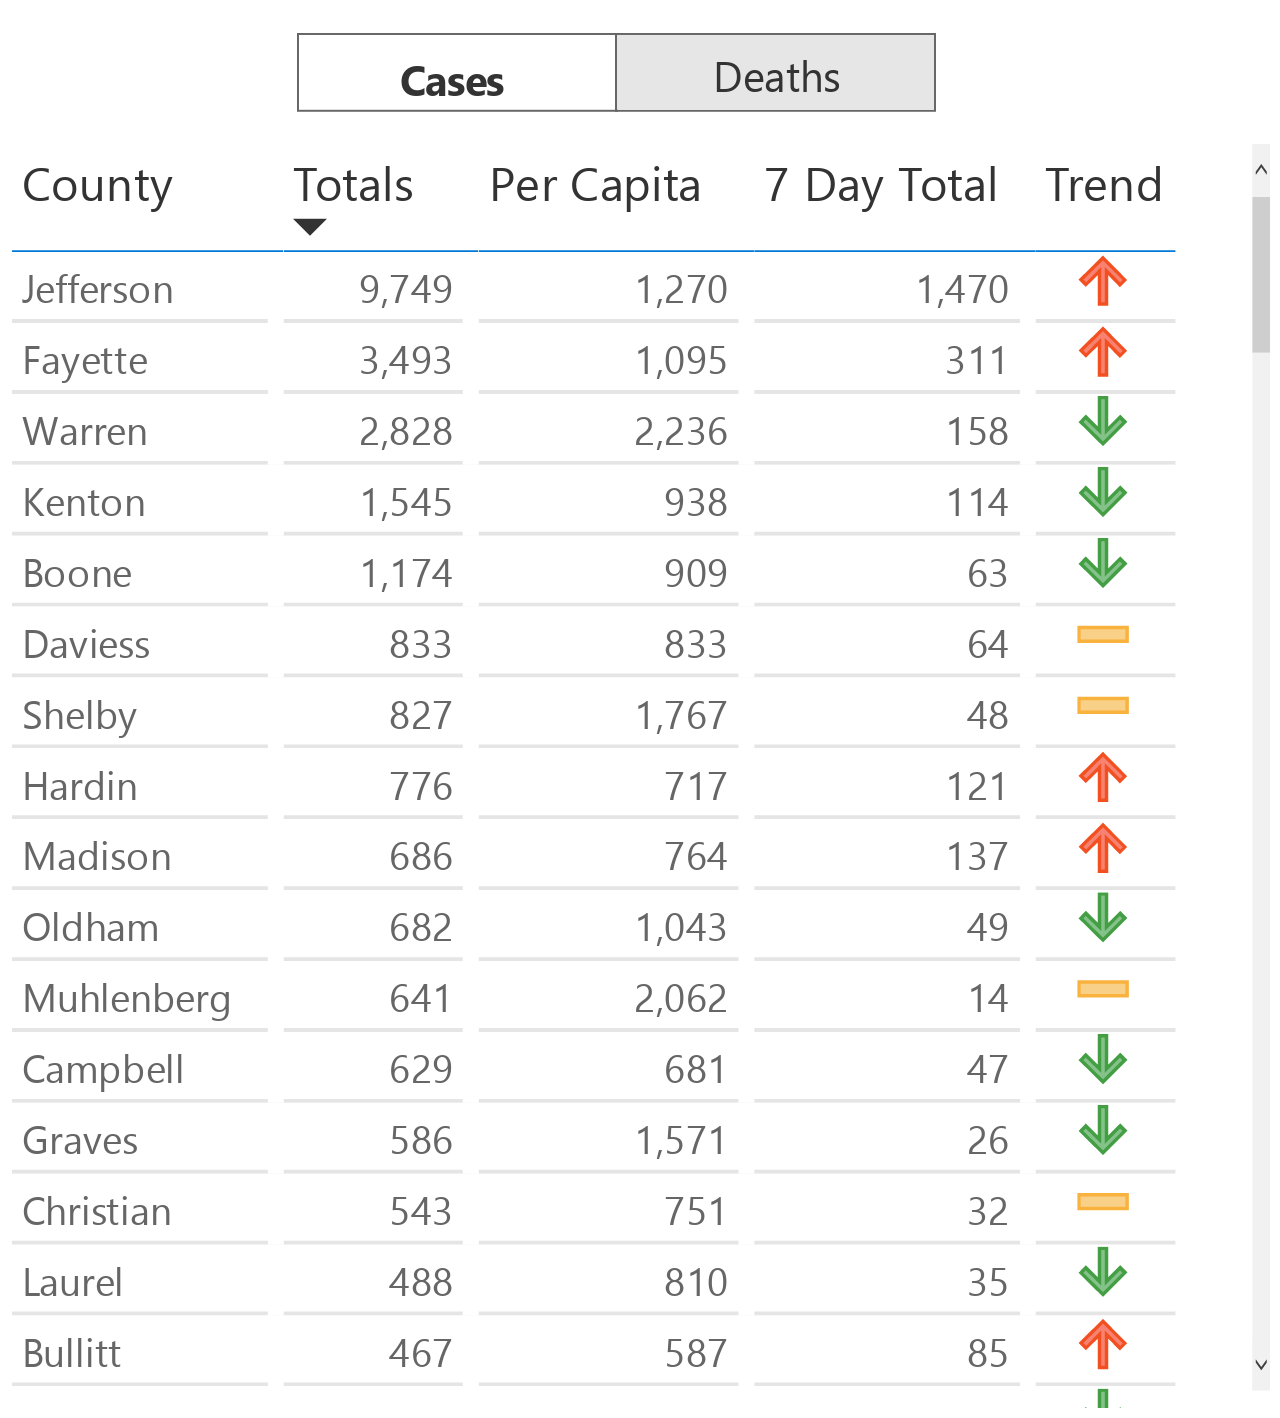 Cases Deaths
County Totals Per Capita 7 Day Total Trend
Jefferson 9,749 1,270 1,470
Fayette 3,493 1,095 311
Warren 2,828 2,236 158
Kenton 1,545 938 114
Boone 1,174 909 63
Daviess 833 833 64
Shelby 827 1,767 48
Hardin 776 717 121
Madison 686 764 137
Oldham 682 1,043 49
Muhlenberg 641 2,062 14
Campbell 629 681 47
Graves 586 1,571 26
Christian 543 751 32
Laurel 488 810 35
Bullitt 467 587 85